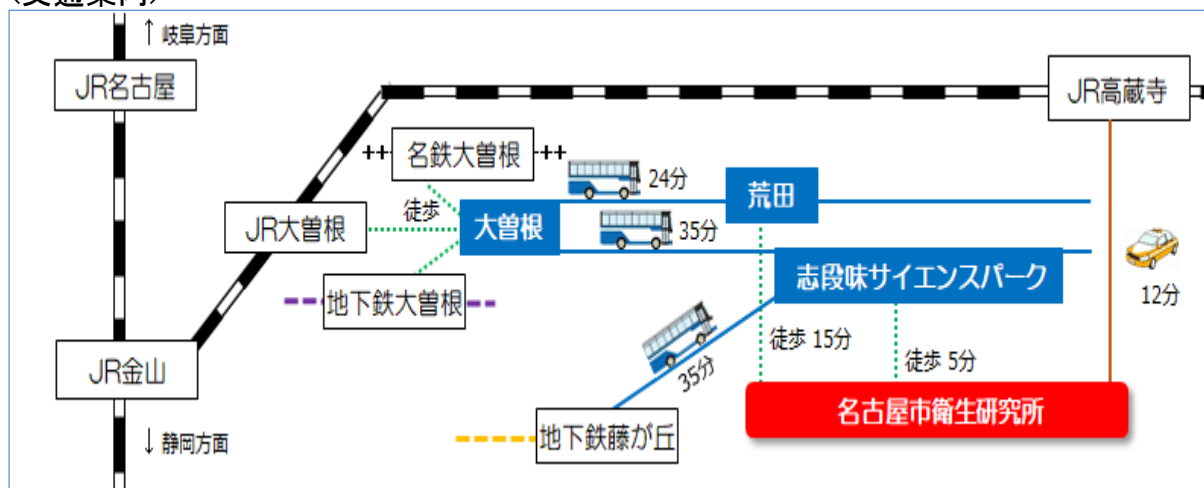 ↑ 岐阜方面
JR名古屋
JR高蔵寺
名鉄大曽根
24分
荒田
徒歩
大曽根
35分
JR大曽根
志段味サイエンスパーク
12分
地下鉄大曽根
徒歩 15分
徒歩 5分
35分
JR金山
名古屋市衛生研究所
地下鉄藤が丘
↓ 静岡方面